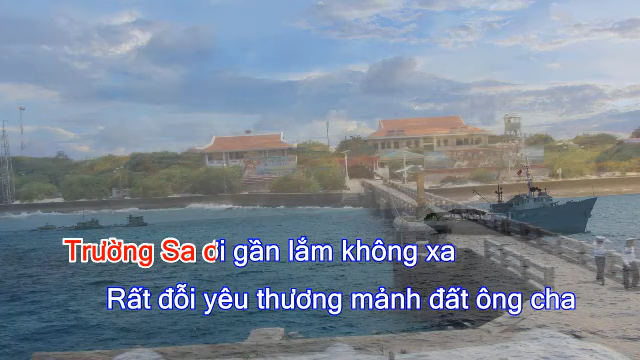 Trường Sa ơi gần lắm không xa
Rất đỗi yêu thương mảnh đất ông cha